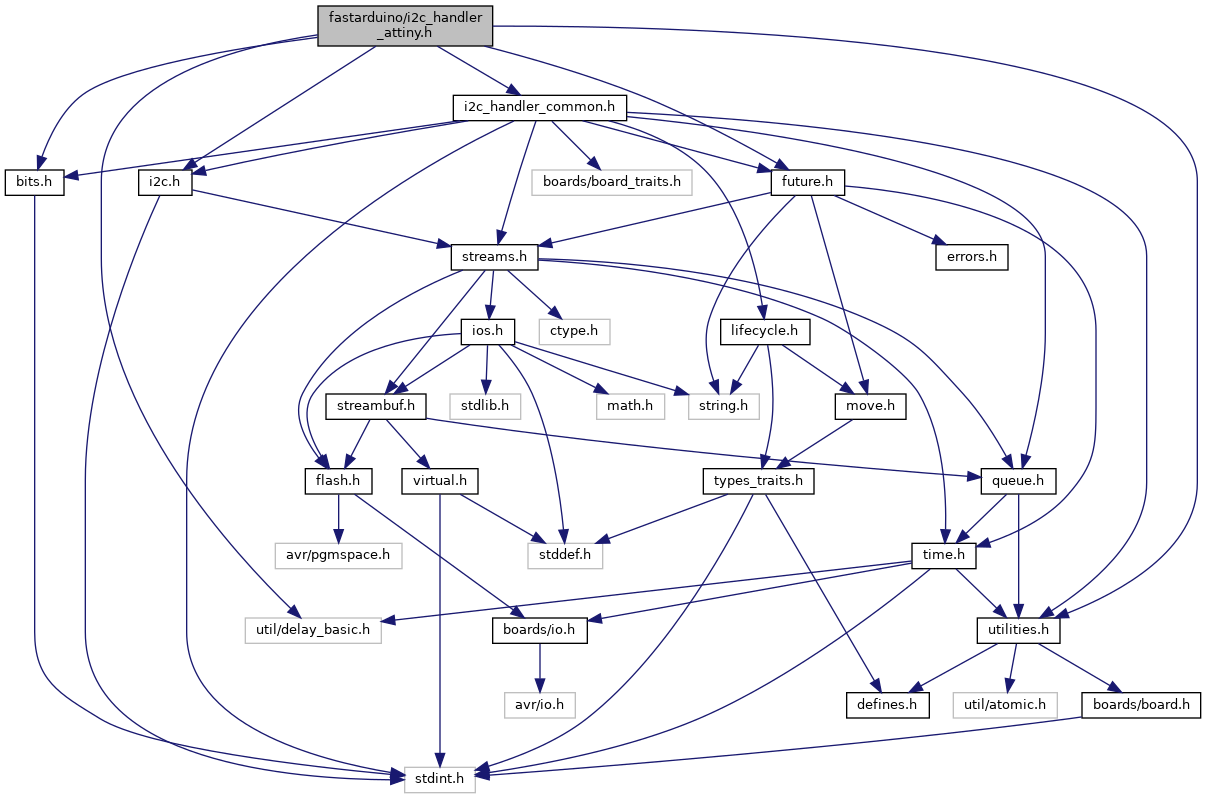 fastarduino/i2c_handler
_attiny.h
i2c_handler_common.h
bits.h
i2c.h
boards/board_traits.h
future.h
streams.h
errors.h
ios.h
ctype.h
lifecycle.h
streambuf.h
stdlib.h
math.h
string.h
move.h
flash.h
virtual.h
types_traits.h
queue.h
avr/pgmspace.h
stddef.h
time.h
util/delay_basic.h
boards/io.h
utilities.h
avr/io.h
defines.h
util/atomic.h
boards/board.h
stdint.h